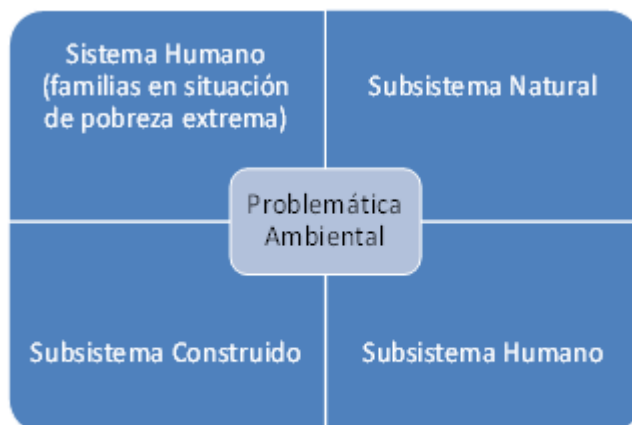 Sistema Humano
(familias en situación
de pobreza extrema)
Subsistema Natural
Problemática
Ambiental
Subsistema Construido
Subsistema Humano